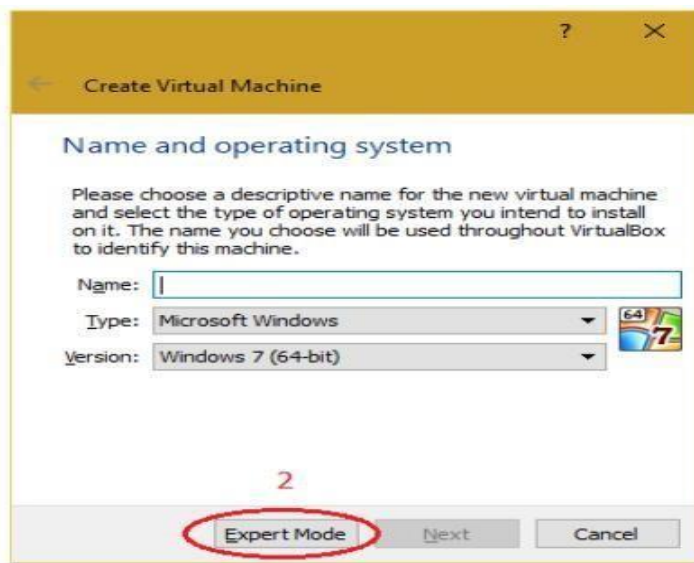 ?
Create Virtual Machine
Name and operating system
Please choose a descriptive name for the new virtual machine
and select the type of operating system you intend to install
on it. The name you choose will be used throughout VirtualBox
to identify this machine.
Name:
Type: Microsoft Windows
64
7
Version: Windows 7 (64-bit)
2
Expert Mode Next Cancel